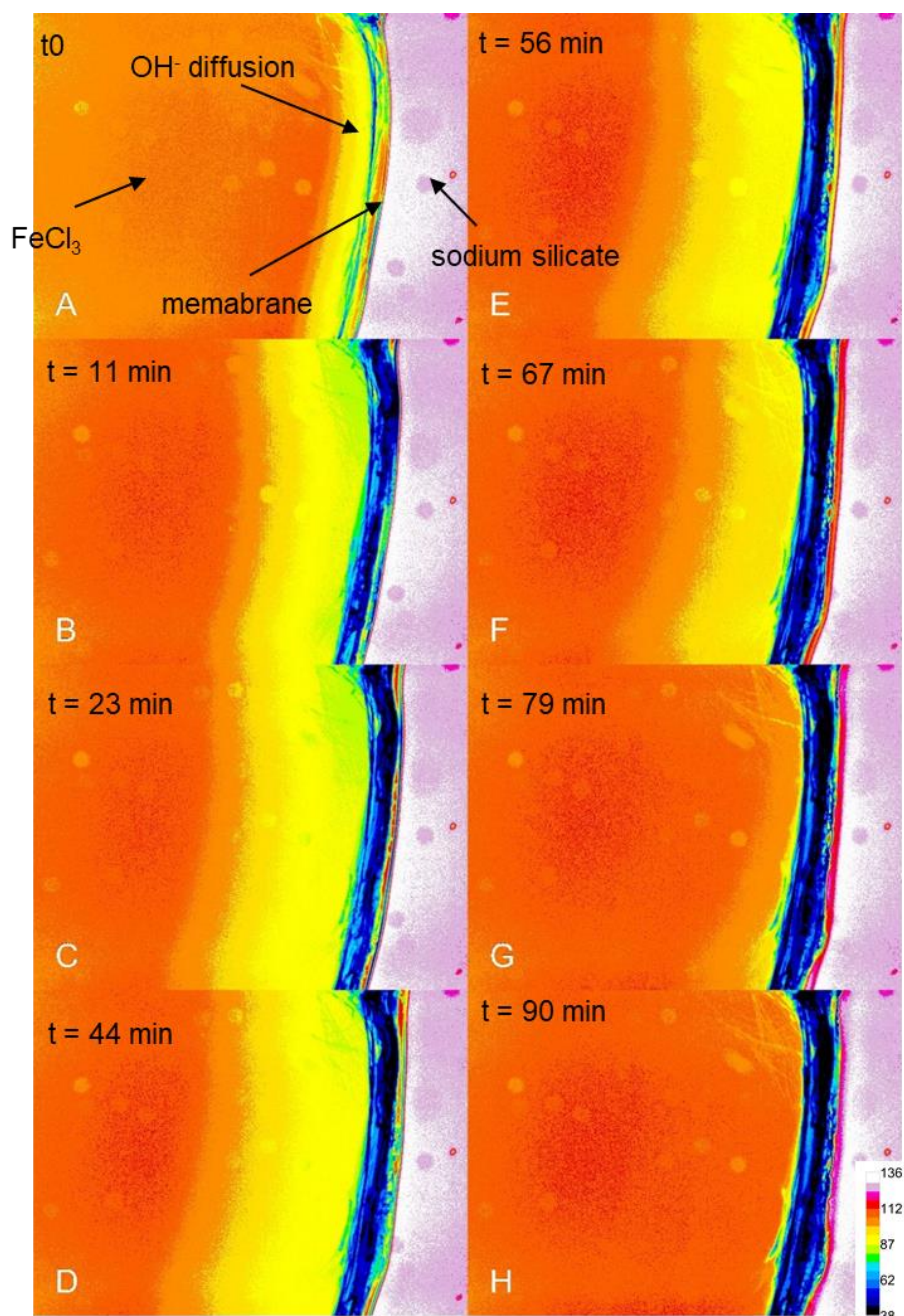 t0
OH- diffusion
FeCl3
sodium silicate
memabrane
A
t = 11 min
B
t = 23 min
C
t = 44 min
D
t = 56 min
E
t = 67 min
F
t = 79 min
G
t = 90 min
H
136
112
87
62
38